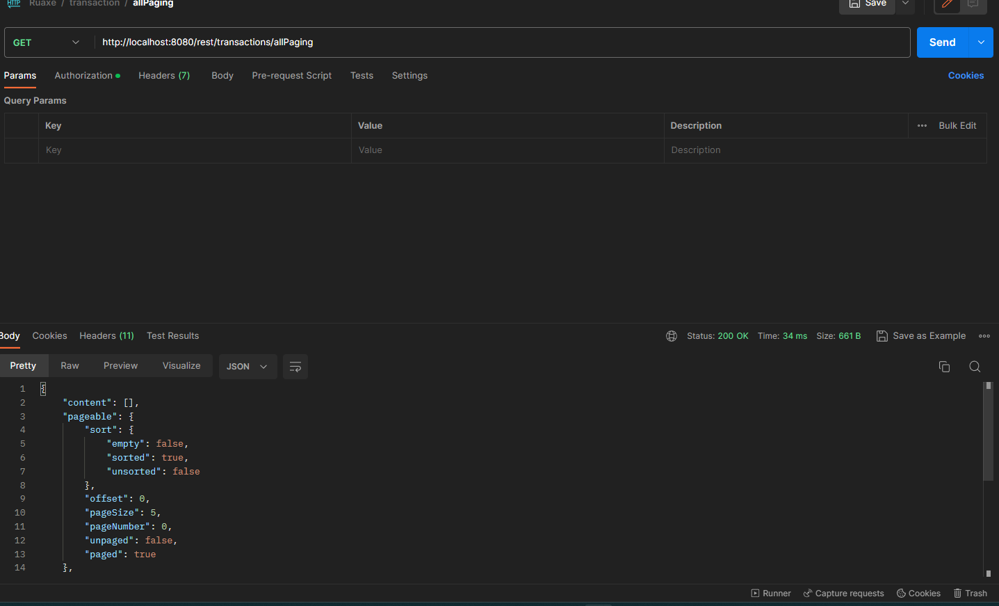 HTTP Ruaxe / transaction / allPaging Save
GET http://localhost:8080/rest/transactions/allPaging Send
Params Authorization Headers (7) Body Pre-request Script Tests Settings Cookies
Query Params
Key Value Description ••• Bulk Edit
Key Value Description
Body Cookies Headers (11) Test Results Status: 200 OK Time: 34 ms Size: 661 B Save as Example
Pretty Raw Preview Visualize JSON
1 {
2 "content": [],
3 "pageable": {
4 "sort": {
5 "empty": false,
6 "sorted": true,
7 "unsorted": false
8 },
9 "offset": 0,
10 "pageSize": 5,
11 "pageNumber": 0,
12 "unpaged": false,
13 "paged": true
14 },
Runner Capture requests Cookies Trash